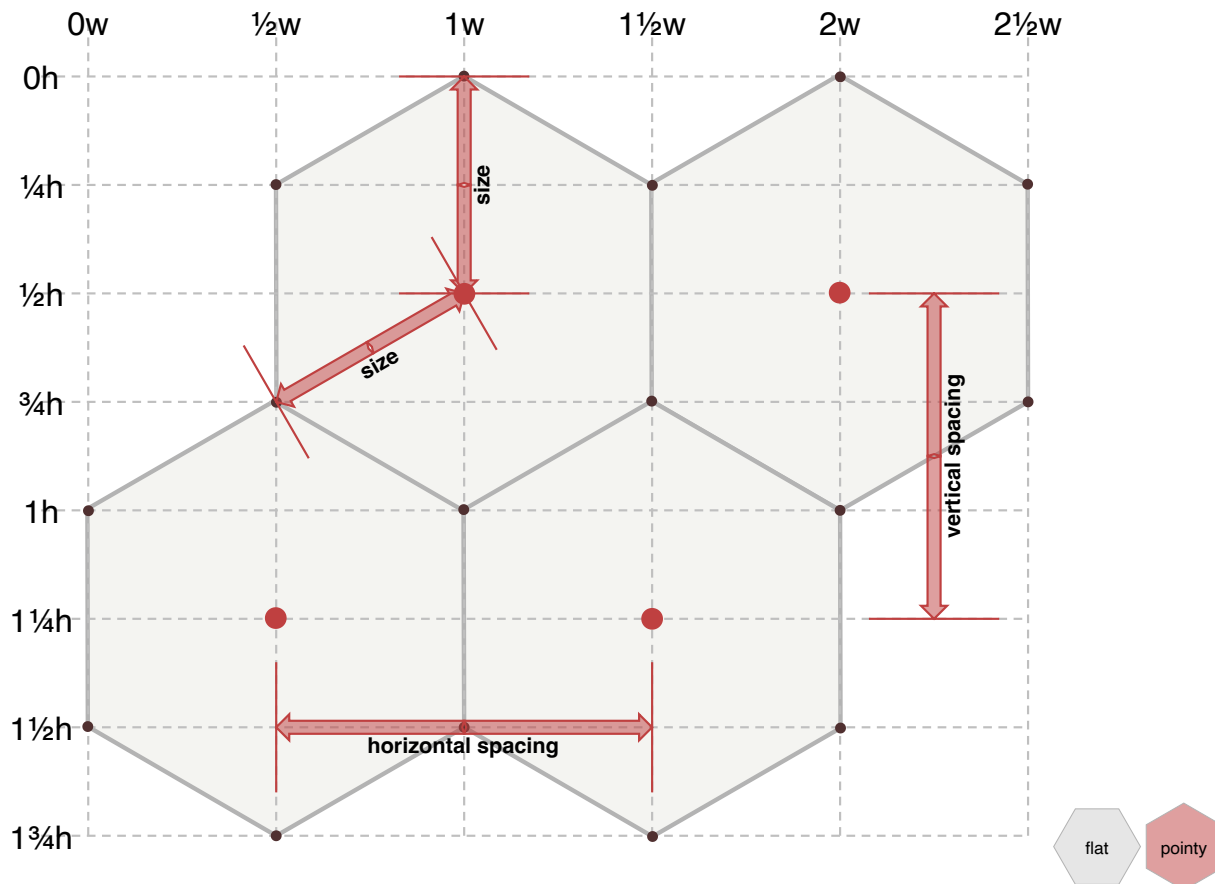 0w ½w 1w 1½w 2w 2½w
0h
¼h
size
½h
size
¾h
vertical spacing
1h
1¼h
1½h
horizontal spacing
1¾h
flat
pointy